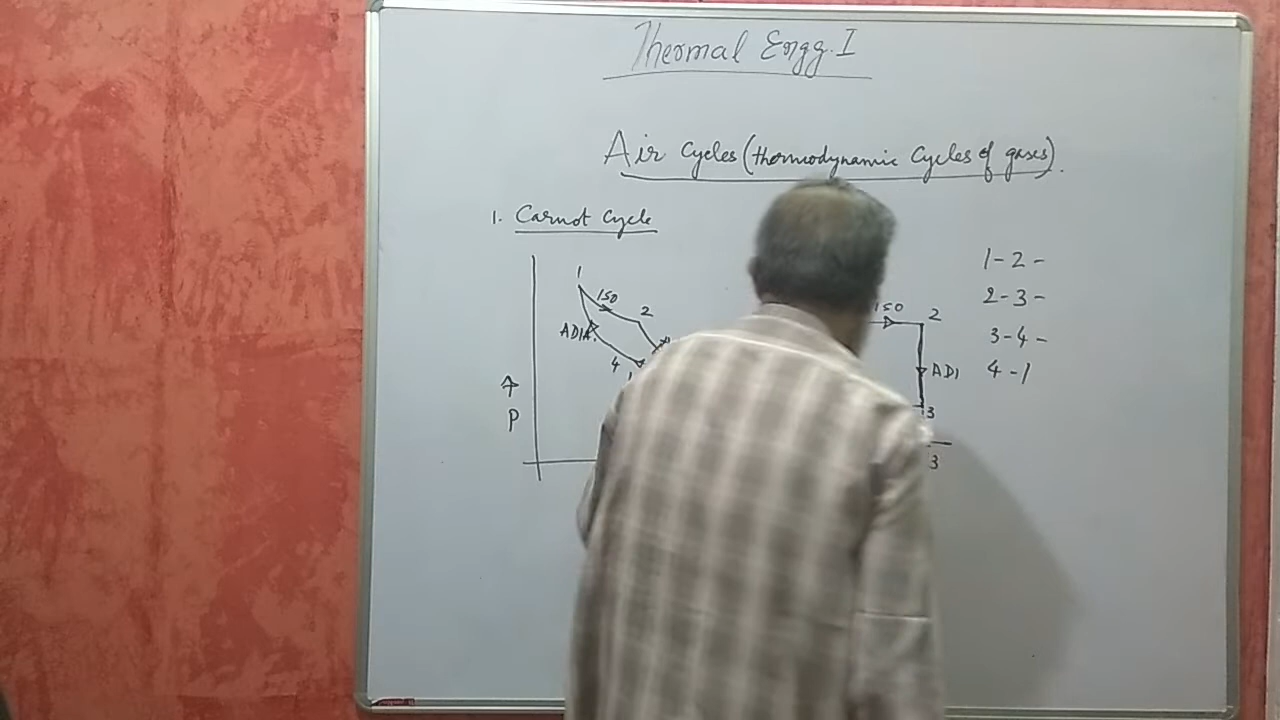 Thermal Engg. I
Air Cycles (thermodynamic Cycles of gases).
1. Carnot Cycle
1
ISO
2
ADIA.
4
P
ISO
2
ADI
3
3
1-2-
2-3-
3-4-
4-1